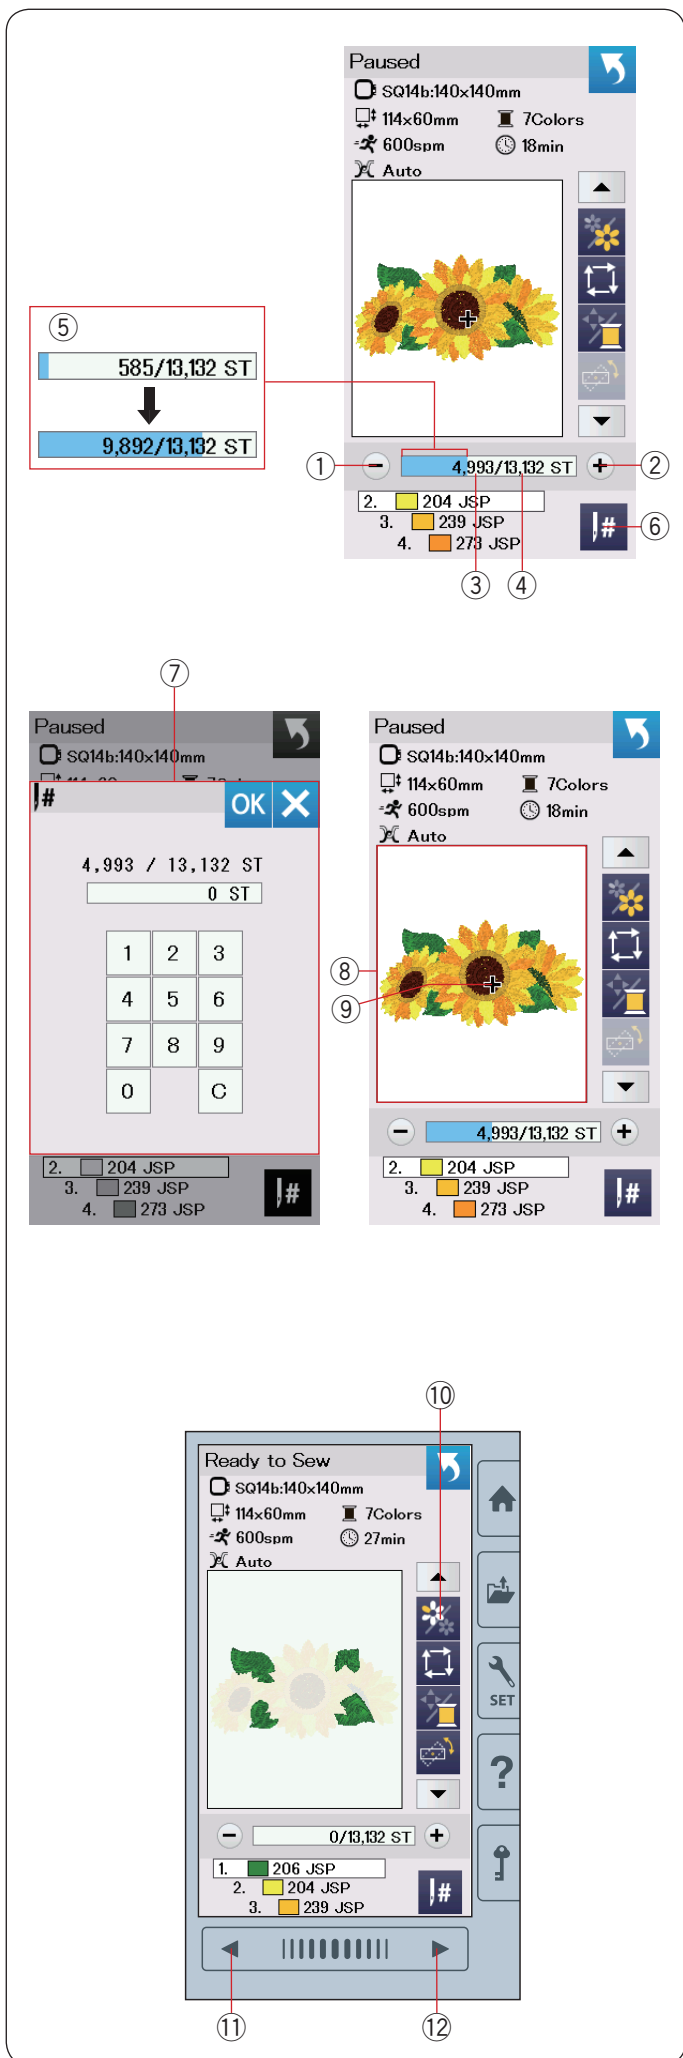 Paused
SQ14b:140x140mm
114x60mm 7Colors
600spm 18min
Auto
⑤
585/13,132 ST
9,892/13,132 ST
① − 4,993/13,132 ST + ②
2. 204 JSP
3. 239 JSP
4. 273 JSP
# ⑥
③ ④
⑦
Paused
SQ14b:140x140mm
#
OK
4,993 / 13,132 ST
0 ST
1 2 3
4 5 6
7 8 9
0 C
2. 204 JSP
3. 239 JSP
4. 273 JSP
#
Paused
SQ14b:140x140mm
114x60mm 7Colors
600spm 18min
Auto
⑧
⑨
− 4,993/13,132 ST +
2. 204 JSP
3. 239 JSP
4. 273 JSP
#
⑩
Ready to Sew
SQ14b:140x140mm
114x60mm 7Colors
600spm 27min
Auto
SET
?
− 0/13,132 ST +
1. 206 JSP
2. 204 JSP
3. 239 JSP
#
⑪ ⑫